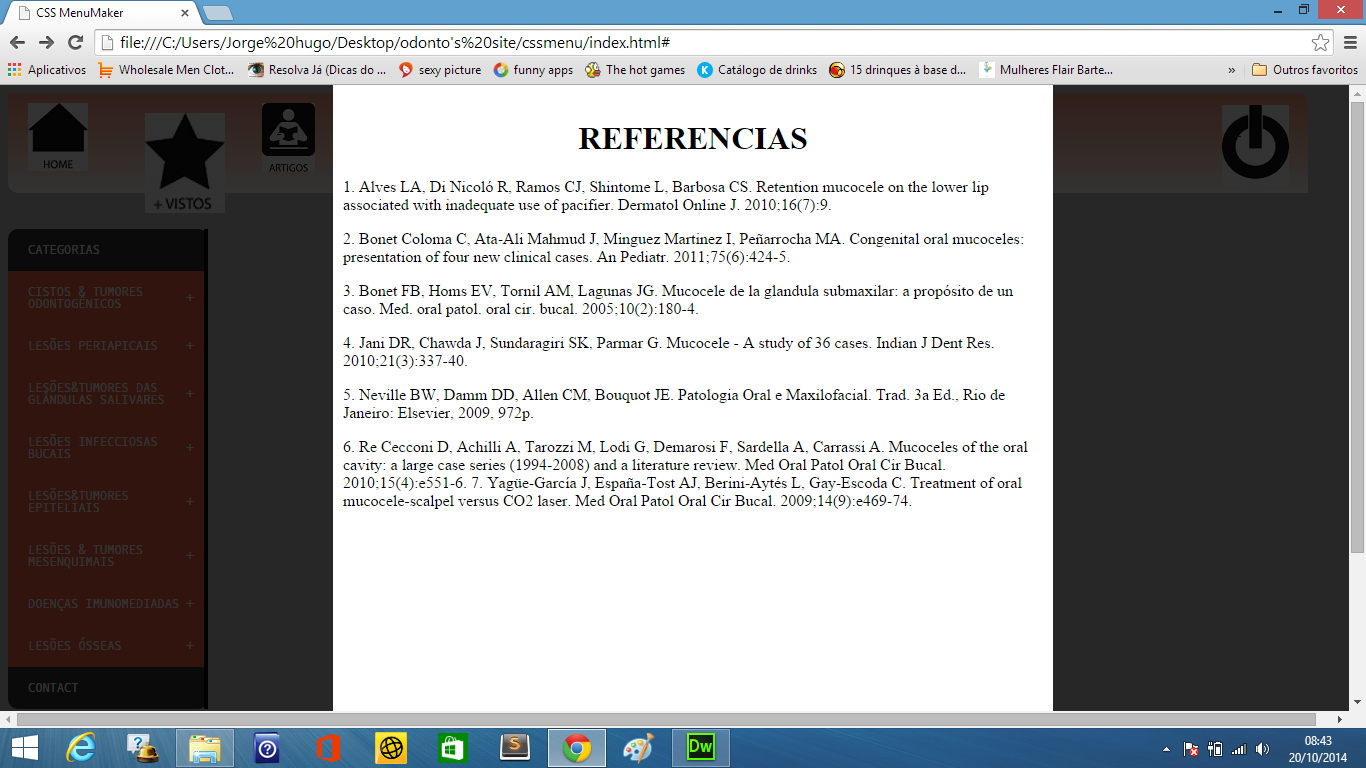 CSS MenuMaker
file:///C:/Users/Jorge%20hugo/Desktop/odonto's%20site/cssmenu/index.html#
Aplicativos
Wholesale Men Clot...
Resolva Já (Dicas do ...
sexy picture
funny apps
The hot games
Catálogo de drinks
15 drinques à base d...
Mulheres Flair Barte...
»
Outros favoritos
HOME
+ VISTOS
ARTIGOS
CATEGORIAS
CISTOS & TUMORES
ODONTOGÊNICOS +
LESÕES PERIAPICAIS +
LESÕES&TUMORES DAS
GLÂNDULAS SALIVARES +
LESÕES INFECCIOSAS
BUCAIS +
LESÕES&TUMORES
EPITELIAIS +
LESÕES & TUMORES
MESENQUIMAIS +
DOENÇAS IMUNOMEDIADAS +
LESÕES ÓSSEAS +
CONTACT
REFERENCIAS
1. Alves LA, Di Nicoló R, Ramos CJ, Shintome L, Barbosa CS. Retention mucocele on the lower lip
associated with inadequate use of pacifier. Dermatol Online J. 2010;16(7):9.
2. Bonet Coloma C, Ata-Ali Mahmud J, Minguez Martinez I, Peñarrocha MA. Congenital oral mucoceles:
presentation of four new clinical cases. An Pediatr. 2011;75(6):424-5.
3. Bonet FB, Homs EV, Tornil AM, Lagunas JG. Mucocele de la glandula submaxilar: a propósito de un
caso. Med. oral patol. oral cir. bucal. 2005;10(2):180-4.
4. Jani DR, Chawda J, Sundaragiri SK, Parmar G. Mucocele - A study of 36 cases. Indian J Dent Res.
2010;21(3):337-40.
5. Neville BW, Damm DD, Allen CM, Bouquot JE. Patologia Oral e Maxilofacial. Trad. 3a Ed., Rio de
Janeiro: Elsevier, 2009, 972p.
6. Re Cecconi D, Achilli A, Tarozzi M, Lodi G, Demarosi F, Sardella A, Carrassi A. Mucoceles of the oral
cavity: a large case series (1994-2008) and a literature review. Med Oral Patol Oral Cir Bucal.
2010;15(4):e551-6. 7. Yagüe-García J, España-Tost AJ, Berini-Aytés L, Gay-Escoda C. Treatment of oral
mucocele-scalpel versus CO2 laser. Med Oral Patol Oral Cir Bucal. 2009;14(9):e469-74.
S
Dw
08:43
20/10/2014